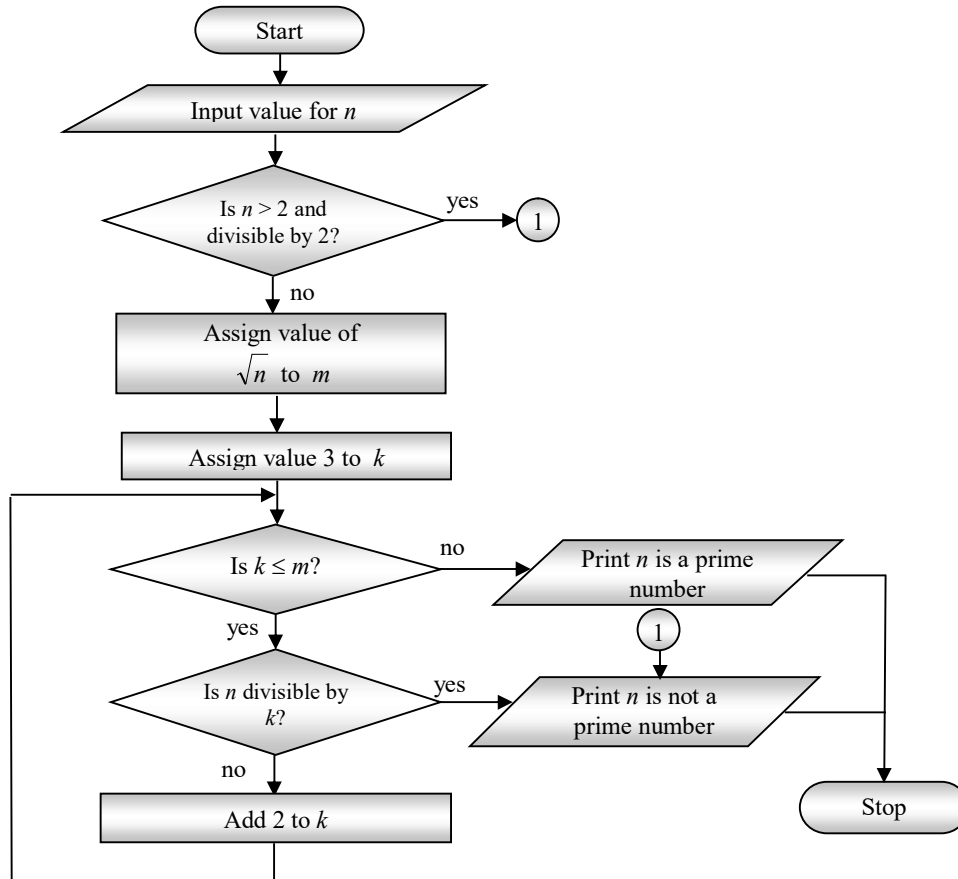 Start
Input value for n
Is n > 2 and
divisible by 2?
yes
1
no
Assign value of
√n to m
Assign value 3 to k
Is k ≤ m?
no
Print n is a prime
number
yes
1
Is n divisible by
k?
yes
Print n is not a
prime number
no
Add 2 to k
Stop